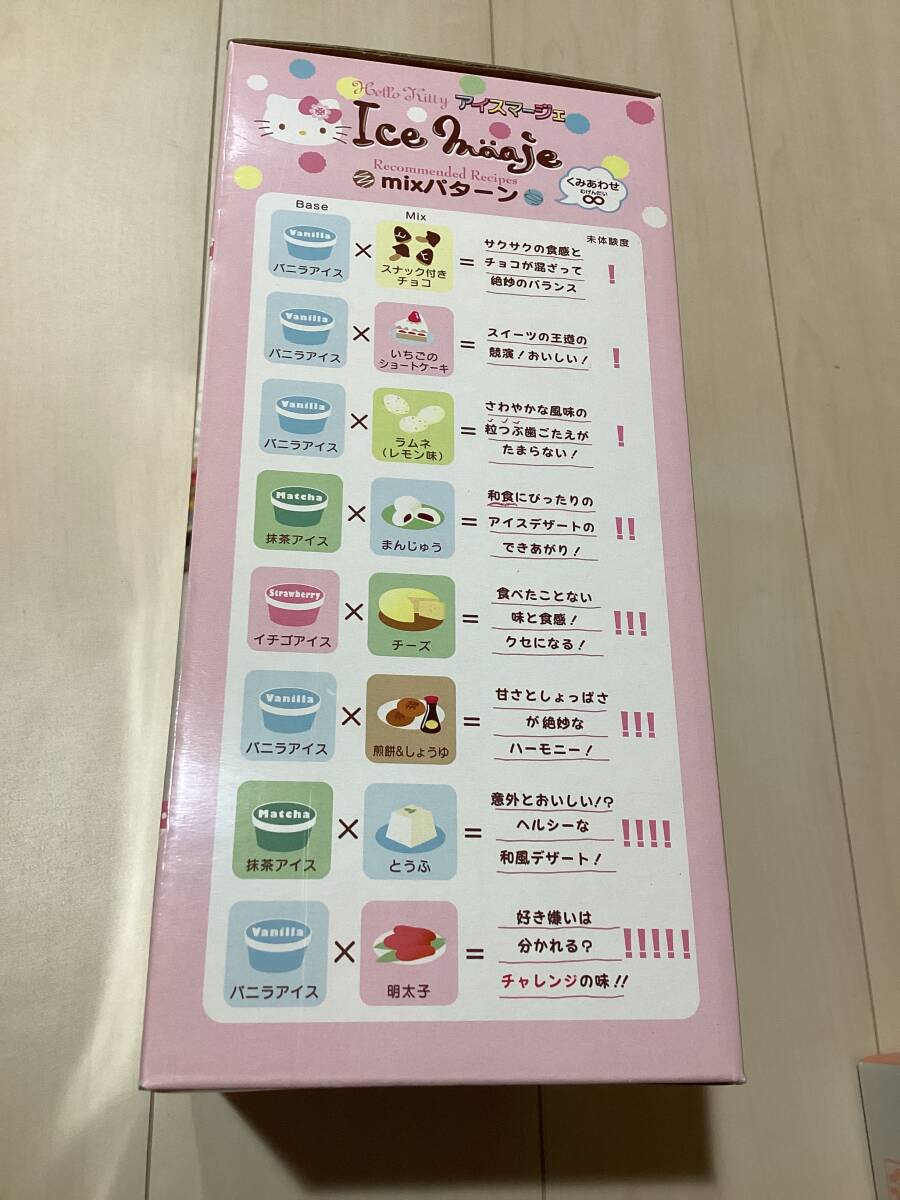 Hello Kitty アイスマージェ
Ice Määje
Recommended Recipes
mixパターン
くみあわせ
むげんだい
∞
Base
Mix
未体験度
Vanilla
バニラアイス
×
スナック付き
チョコ
=
サクサクの食感と
チョコが混ざって
絶妙のバランス
!
Vanilla
バニラアイス
×
いちごの
ショートケーキ
=
スイーツの王道の
競演!おいしい!
!
Vanilla
バニラアイス
×
ラムネ
(レモン味)
=
さわやかな風味の
粒つぶ歯ごたえが
たまらない!
!
Matcha
抹茶アイス
×
まんじゅう
=
和食にぴったりの
アイスデザートの
できあがり!
!!
Strawberry
イチゴアイス
×
チーズ
=
食べたことない
味と食感!
クセになる!
!!!
Vanilla
バニラアイス
×
煎餅&しょうゆ
=
甘さとしょっぱさ
が絶妙な
ハーモニー!
!!!
Matcha
抹茶アイス
×
とうふ
=
意外とおいしい!?
ヘルシーな
和風デザート!
!!!!
Vanilla
バニラアイス
×
明太子
=
好き嫌いは
分かれる?
チャレンジの味!!
!!!!!